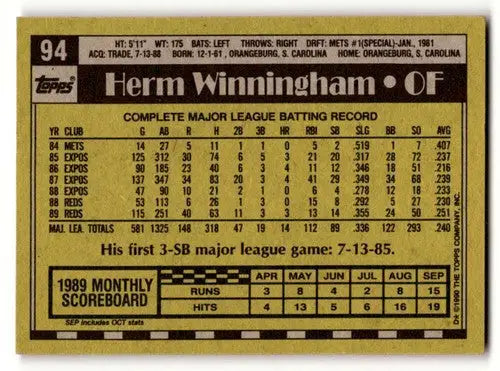 94
HT: 5'11" WT: 175 BATS: LEFT THROWS: RIGHT DRFT: METS #1(SPECIAL)-JAN., 1981
ACQ: TRADE, 7-13-88 BORN: 12-1-61, ORANGEBURG, S. CAROLINA HOME: ORANGEBURG, S. CAROLINA
Topps Herm Winningham • OF
COMPLETE MAJOR LEAGUE BATTING RECORD
YR CLUB G AB R H 2B 3B HR RBI SB SLG BB SO AVG
84 METS 14 27 5 11 1 1 0 5 2 .519 1 7 .407
85 EXPOS 125 312 30 74 6 5 3 21 20 .317 28 72 .237
86 EXPOS 90 185 23 40 6 3 4 11 12 .346 18 51 .216
87 EXPOS 137 347 34 83 20 3 4 41 29 .349 34 68 .239
88 EXPOS 47 90 10 21 2 1 0 6 4 .278 12 18 .233
88 REDS 53 113 6 26 1 3 0 15 8 .292 5 27 .230
89 REDS 115 251 40 63 11 3 3 13 14 .355 24 50 .251
MAJ. LEA. TOTALS 581 1325 148 318 47 19 14 112 89 .336 122 293 .240
His first 3-SB major league game: 7-13-85.
1989 MONTHLY SCOREBOARD
APR MAY JUN JUL AUG SEP
RUNS 3 8 4 2 8 15
HITS 4 13 5 6 16 19
SEP includes OCT stats
D* ©1990 THE TOPPS COMPANY, INC.